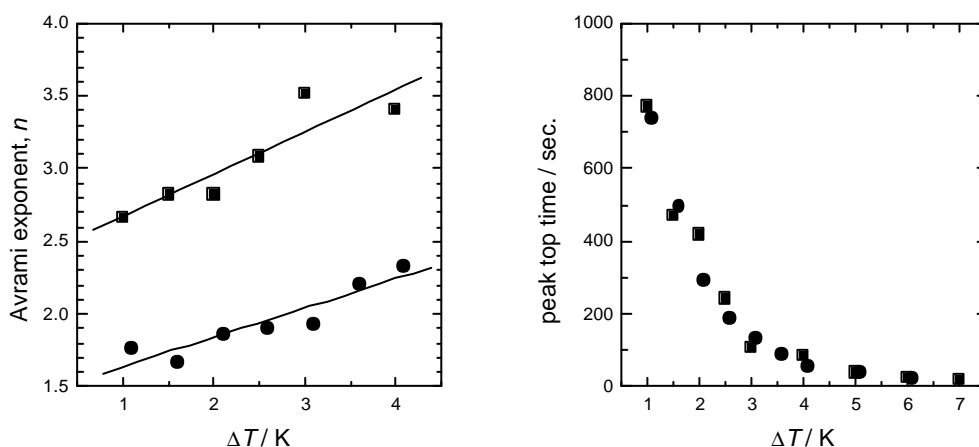 4.0
3.5
3.0
2.5
2.0
1.5
Avrami exponent, n
1 2 3 4
ΔT / K
1000
800
600
400
200
0
peak top time / sec.
1 2 3 4 5 6 7
ΔT / K